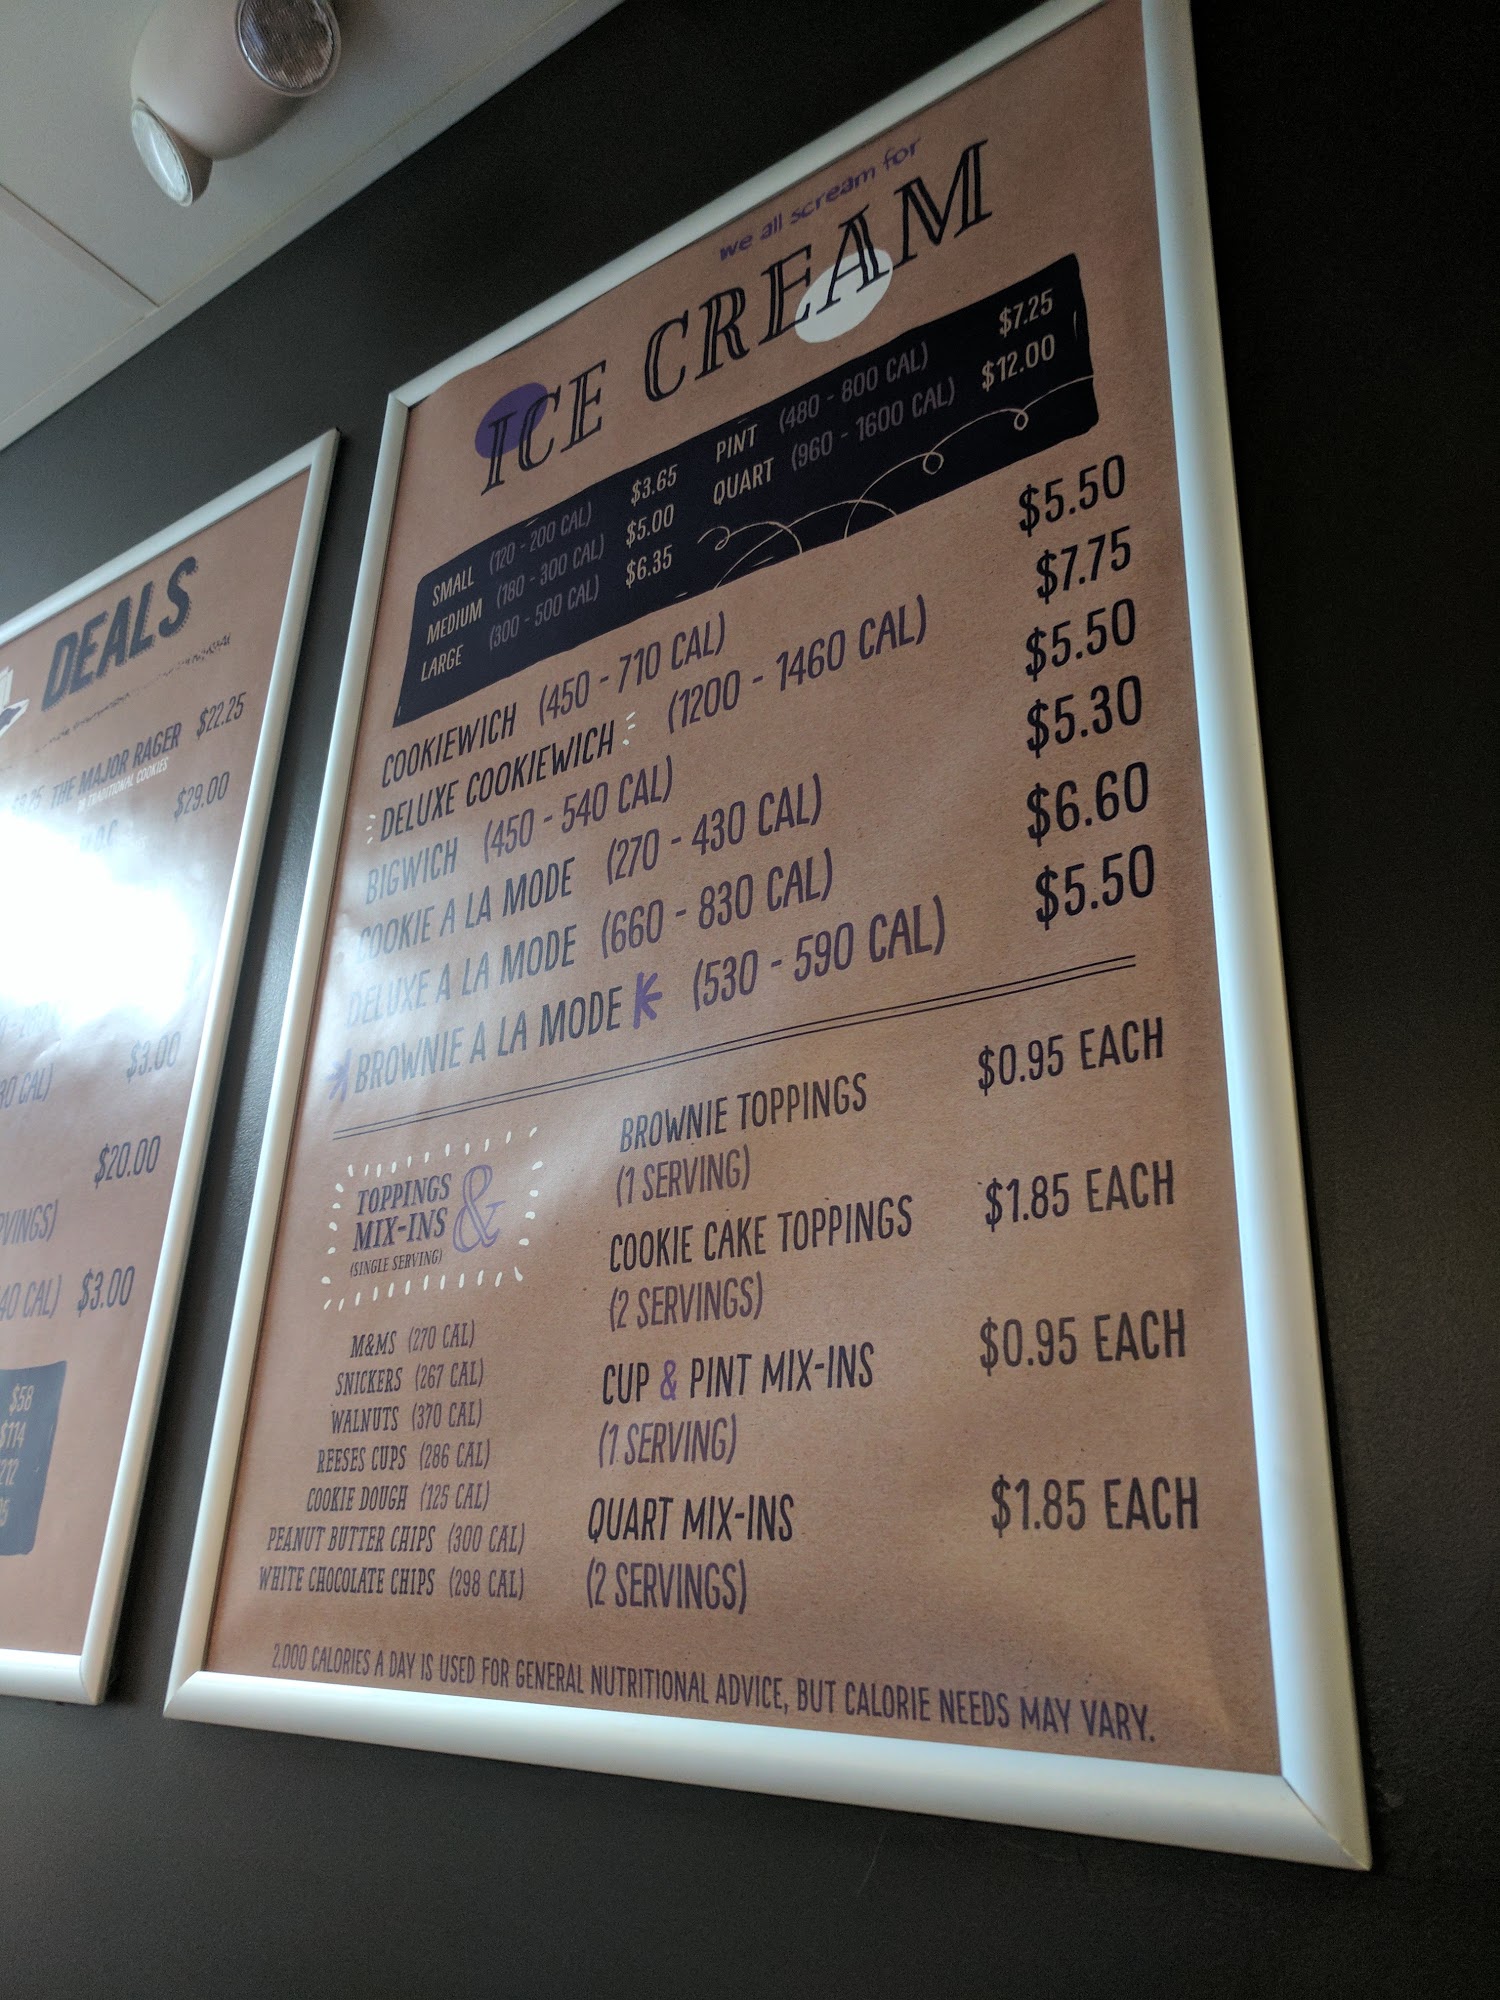 DEALS
THE MAJOR RAGER $22.25
18 TRADITIONAL COOKIES
$29.00
$3.00
CAL)
$20.00
CAL) $3.00
$58
$114
we all scream for
ICE CREAM
SMALL (120 - 200 CAL) $3.65
MEDIUM (180 - 300 CAL) $5.00
LARGE (300 - 500 CAL) $6.35
PINT (480 - 800 CAL) $7.25
QUART (960 - 1600 CAL) $12.00
COOKIEWICH (450 - 710 CAL) $5.50
DELUXE COOKIEWICH (1200 - 1460 CAL) $7.75
BIGWICH (450 - 540 CAL) $5.50
COOKIE A LA MODE (270 - 430 CAL) $5.30
DELUXE A LA MODE (660 - 830 CAL) $6.60
BROWNIE A LA MODE (530 - 590 CAL) $5.50
TOPPINGS &
MIX-INS
(SINGLE SERVING)
M&MS (270 CAL)
SNICKERS (267 CAL)
WALNUTS (370 CAL)
REESES CUPS (286 CAL)
COOKIE DOUGH (125 CAL)
PEANUT BUTTER CHIPS (300 CAL)
WHITE CHOCOLATE CHIPS (298 CAL)
BROWNIE TOPPINGS $0.95 EACH
(1 SERVING)
COOKIE CAKE TOPPINGS $1.85 EACH
(2 SERVINGS)
CUP & PINT MIX-INS $0.95 EACH
(1 SERVING)
QUART MIX-INS $1.85 EACH
(2 SERVINGS)
2,000 CALORIES A DAY IS USED FOR GENERAL NUTRITIONAL ADVICE, BUT CALORIE NEEDS MAY VARY.